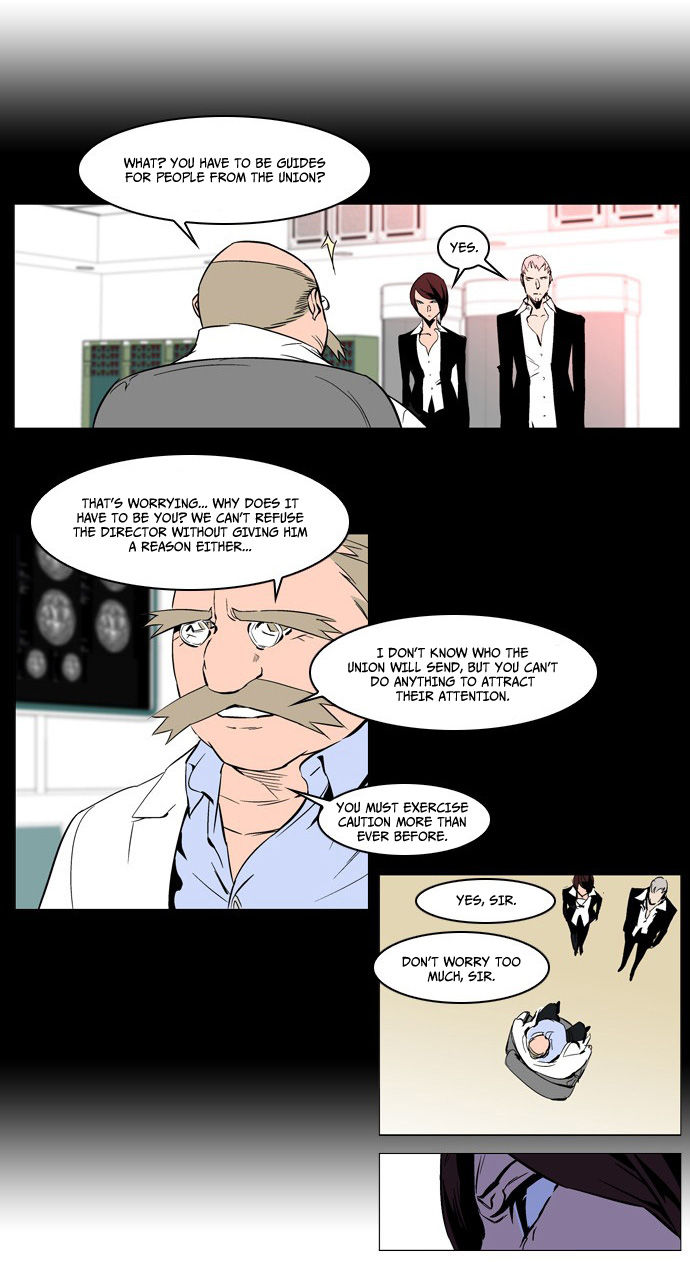 WHAT? YOU HAVE TO BE GUIDES
FOR PEOPLE FROM THE UNION?
YES.
THAT'S WORRYING... WHY DOES IT
HAVE TO BE YOU? WE CAN'T REFUSE
THE DIRECTOR WITHOUT GIVING HIM
A REASON EITHER...
I DON'T KNOW WHO THE
UNION WILL SEND, BUT YOU CAN'T
DO ANYTHING TO ATTRACT
THEIR ATTENTION.
YOU MUST EXERCISE
CAUTION MORE THAN
EVER BEFORE.
YES, SIR.
DON'T WORRY TOO
MUCH, SIR.